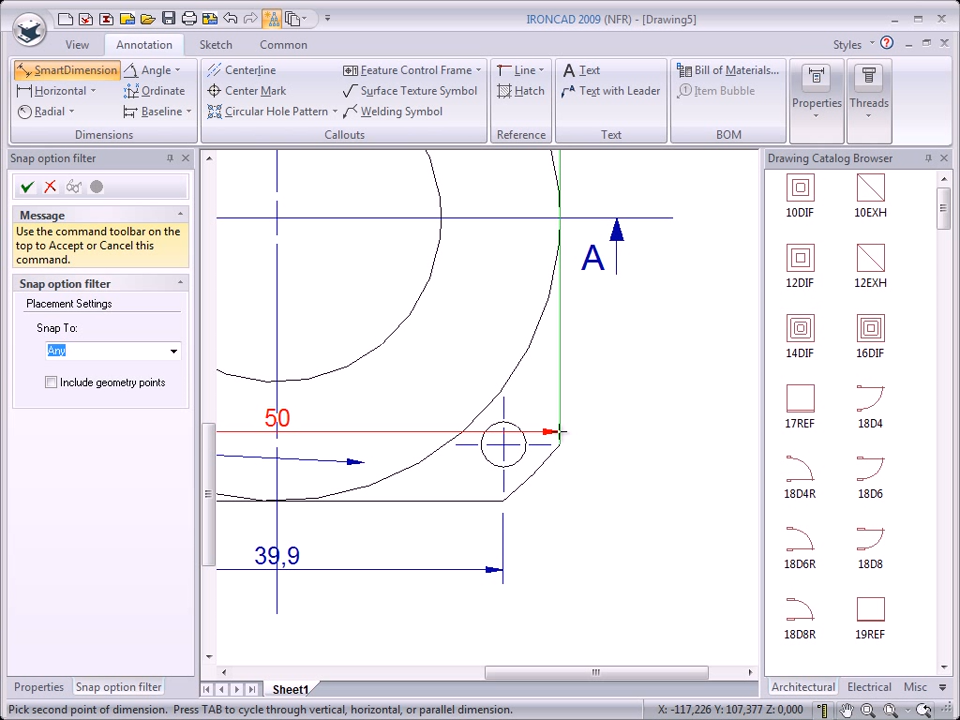 IRONCAD 2009 (NFR) - [Drawing5]
View Annotation Sketch Common Styles
SmartDimension Angle Centerline Feature Control Frame Line Text Bill of Materials...
Horizontal Ordinate Center Mark Surface Texture Symbol Hatch Text with Leader Item Bubble Properties Threads
Radial Baseline Circular Hole Pattern Welding Symbol
Dimensions Callouts Reference Text BOM
Snap option filter
Message
Use the command toolbar on the
top to Accept or Cancel this
command.
Snap option filter
Placement Settings
Snap To:
Any
Include geometry points
Properties Snap option filter
A
50
39,9
Sheet1
Drawing Catalog Browser
10DIF 10EXH
12DIF 12EXH
14DIF 16DIF
17REF 18D4
18D4R 18D6
18D6R 18D8
18D8R 19REF
Architectural Electrical Misc
Pick second point of dimension. Press TAB to cycle through vertical, horizontal, or parallel dimension. X: -117,226 Y: 107,377 Z: 0,000